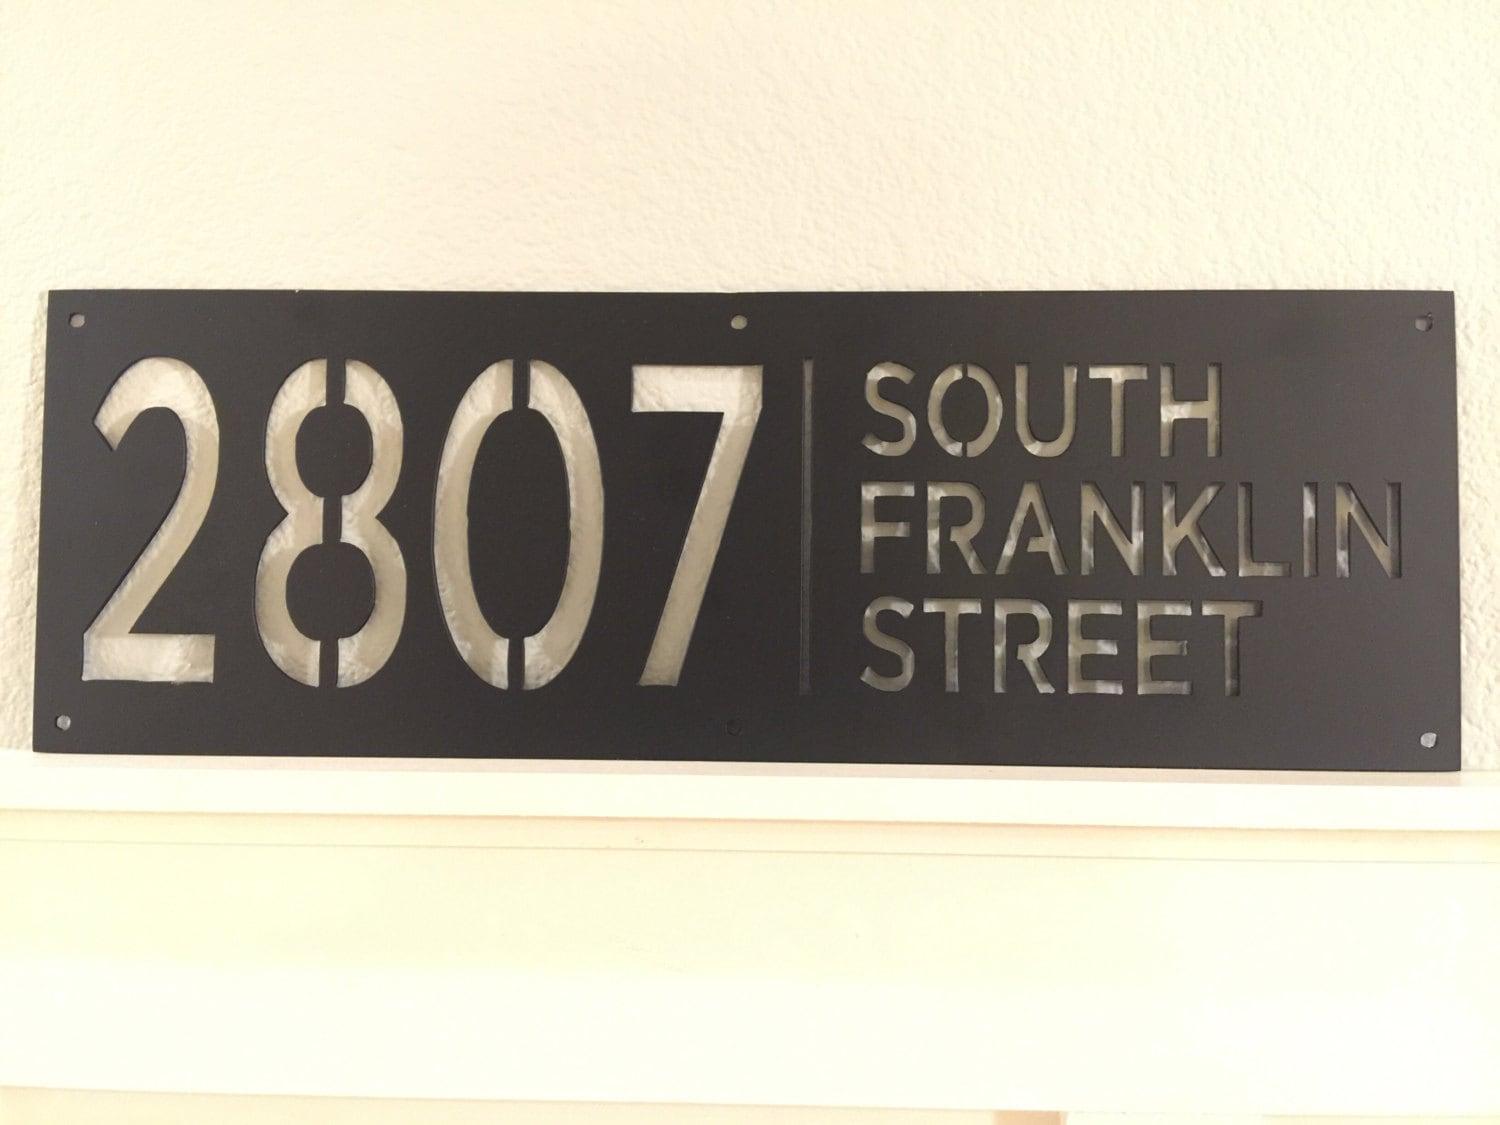 2807
SOUTH
FRANKLIN
STREET